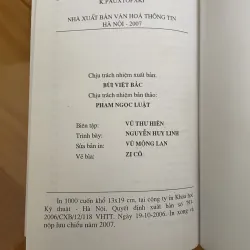 K.PAUXTÔPXKI
NHÀ XUẤT BẢN VĂN HOÁ THÔNG TIN
HÀ NỘI - 2007
Chịu trách nhiệm xuất bản:
BÙI VIỆT BẮC
Chịu trách nhiệm bản thảo:
PHẠM NGỌC LUẬT
Biên tập: VŨ THƯ HIÊN
Trình bày: NGUYỄN HUY LINH
Sửa bản in: VŨ MỘNG LAN
Vẽ bìa: ZI CÔ
In 1000 cuốn khổ 13x19 cm, tại công ty in Khoa học
Kỹ thuật - Hà Nội. Quyết định xuất bản số
2006/CXB/12/118 VHTT. Ngày 19-10-2006. In xong và
nộp lưu chiểu năm 2007.